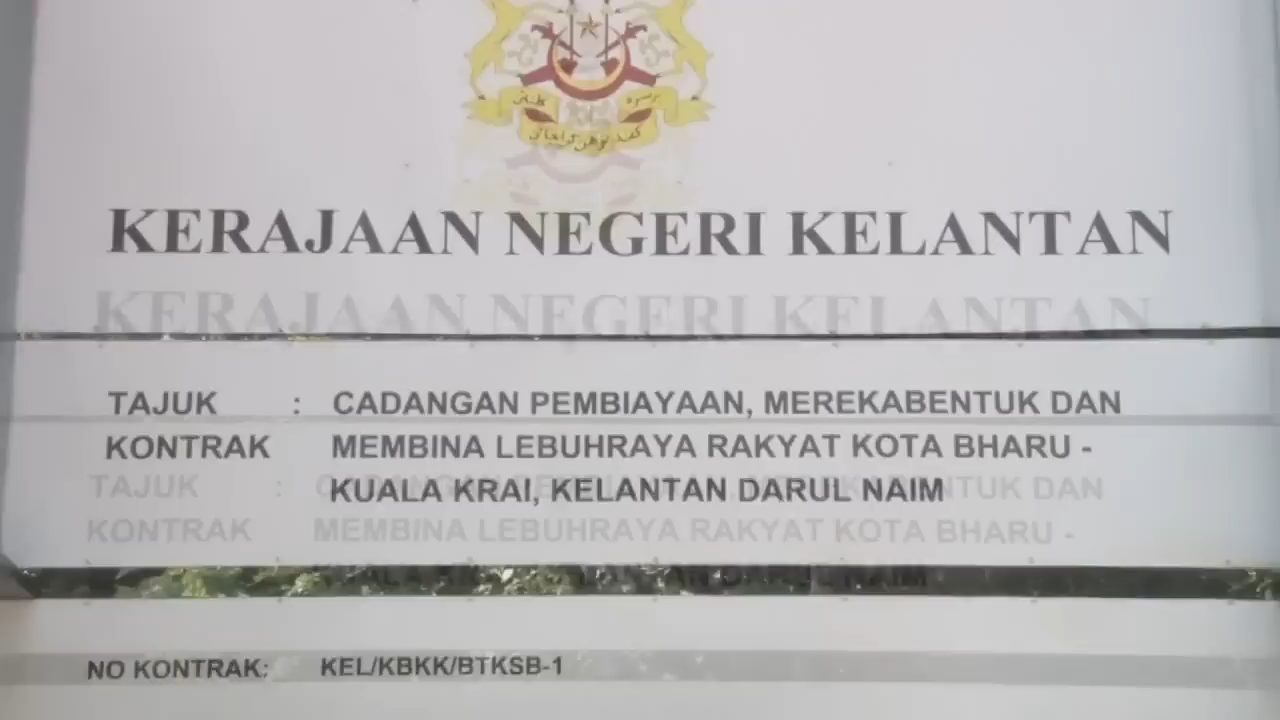 KERAJAAN NEGERI KELANTAN
TAJUK : CADANGAN PEMBIAYAAN, MEREKABENTUK DAN
KONTRAK MEMBINA LEBUHRAYA RAKYAT KOTA BHARU -
KUALA KRAI, KELANTAN DARUL NAIM
NO KONTRAK: KEL/KBKK/BTKSB-1